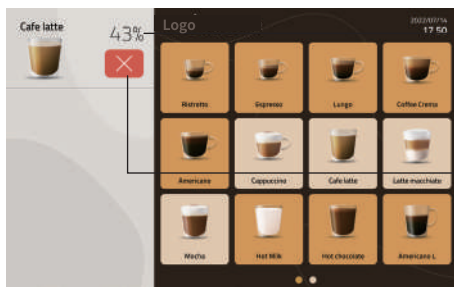 Cafe latte
43%
Logo
2022/07/14
17 50
Ristretto
Espresso
Lungo
Coffee Crema
Americano
Cappuccino
Cafe latte
Latte macchiato
Mocha
Hot Milk
Hot chocolate
Americano L